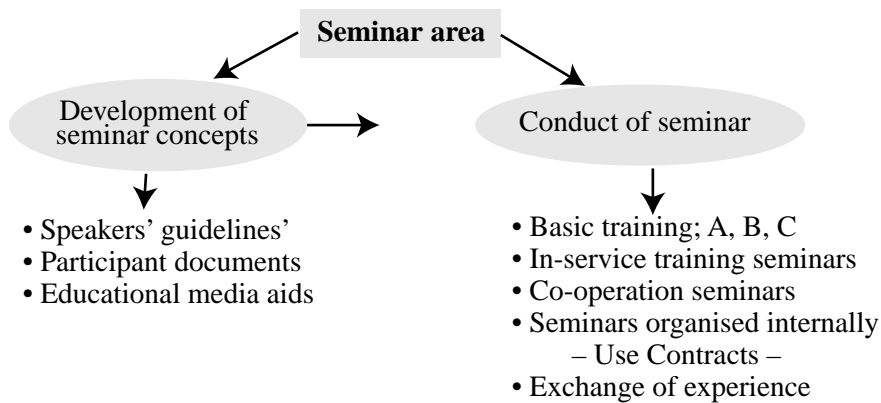 Seminar area
Development of
seminar concepts
Conduct of seminar
• Speakers’ guidelines’
• Participant documents
• Educational media aids
• Basic training; A, B, C
• In-service training seminars
• Co-operation seminars
• Seminars organised internally
– Use Contracts –
• Exchange of experience